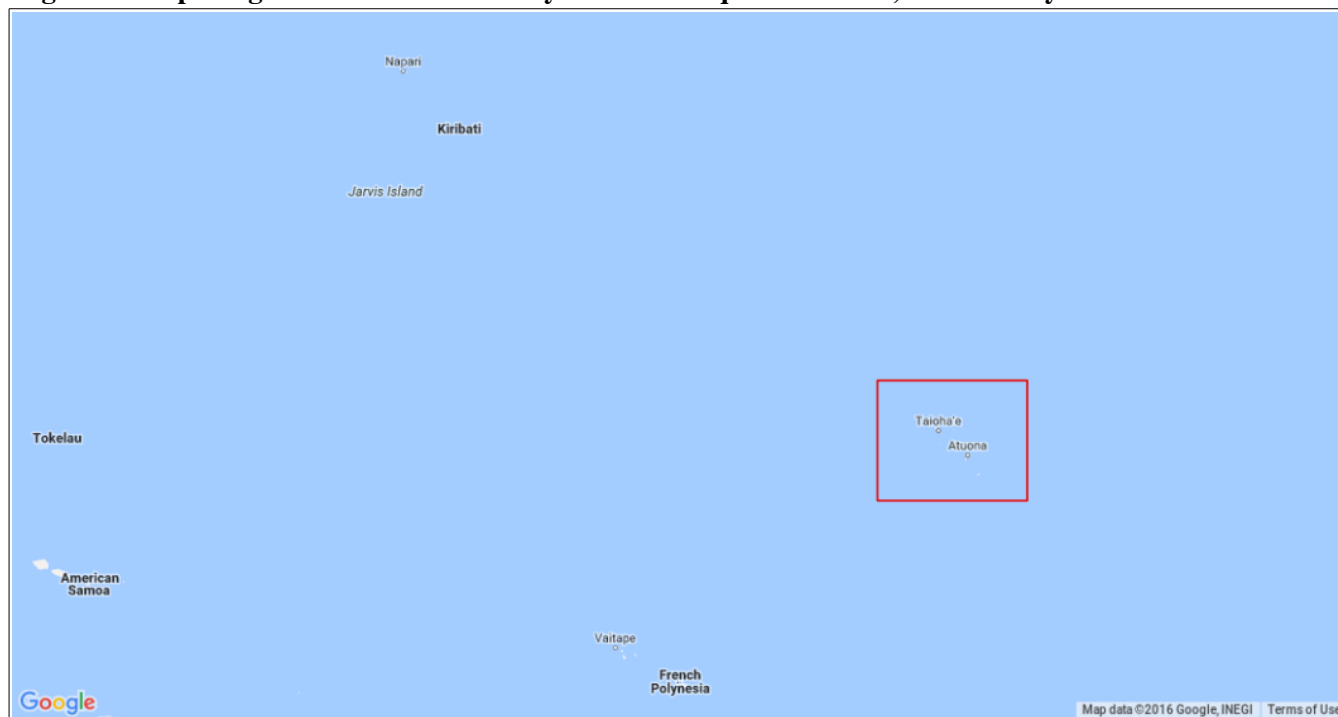 Napari
Kiribati
Jarvis Island
Taioha'e
Tokelau
Atuona
American
Samoa
Vaitape
French
Polynesia
Google
Map data ©2016 Google, INEGI Terms of Use